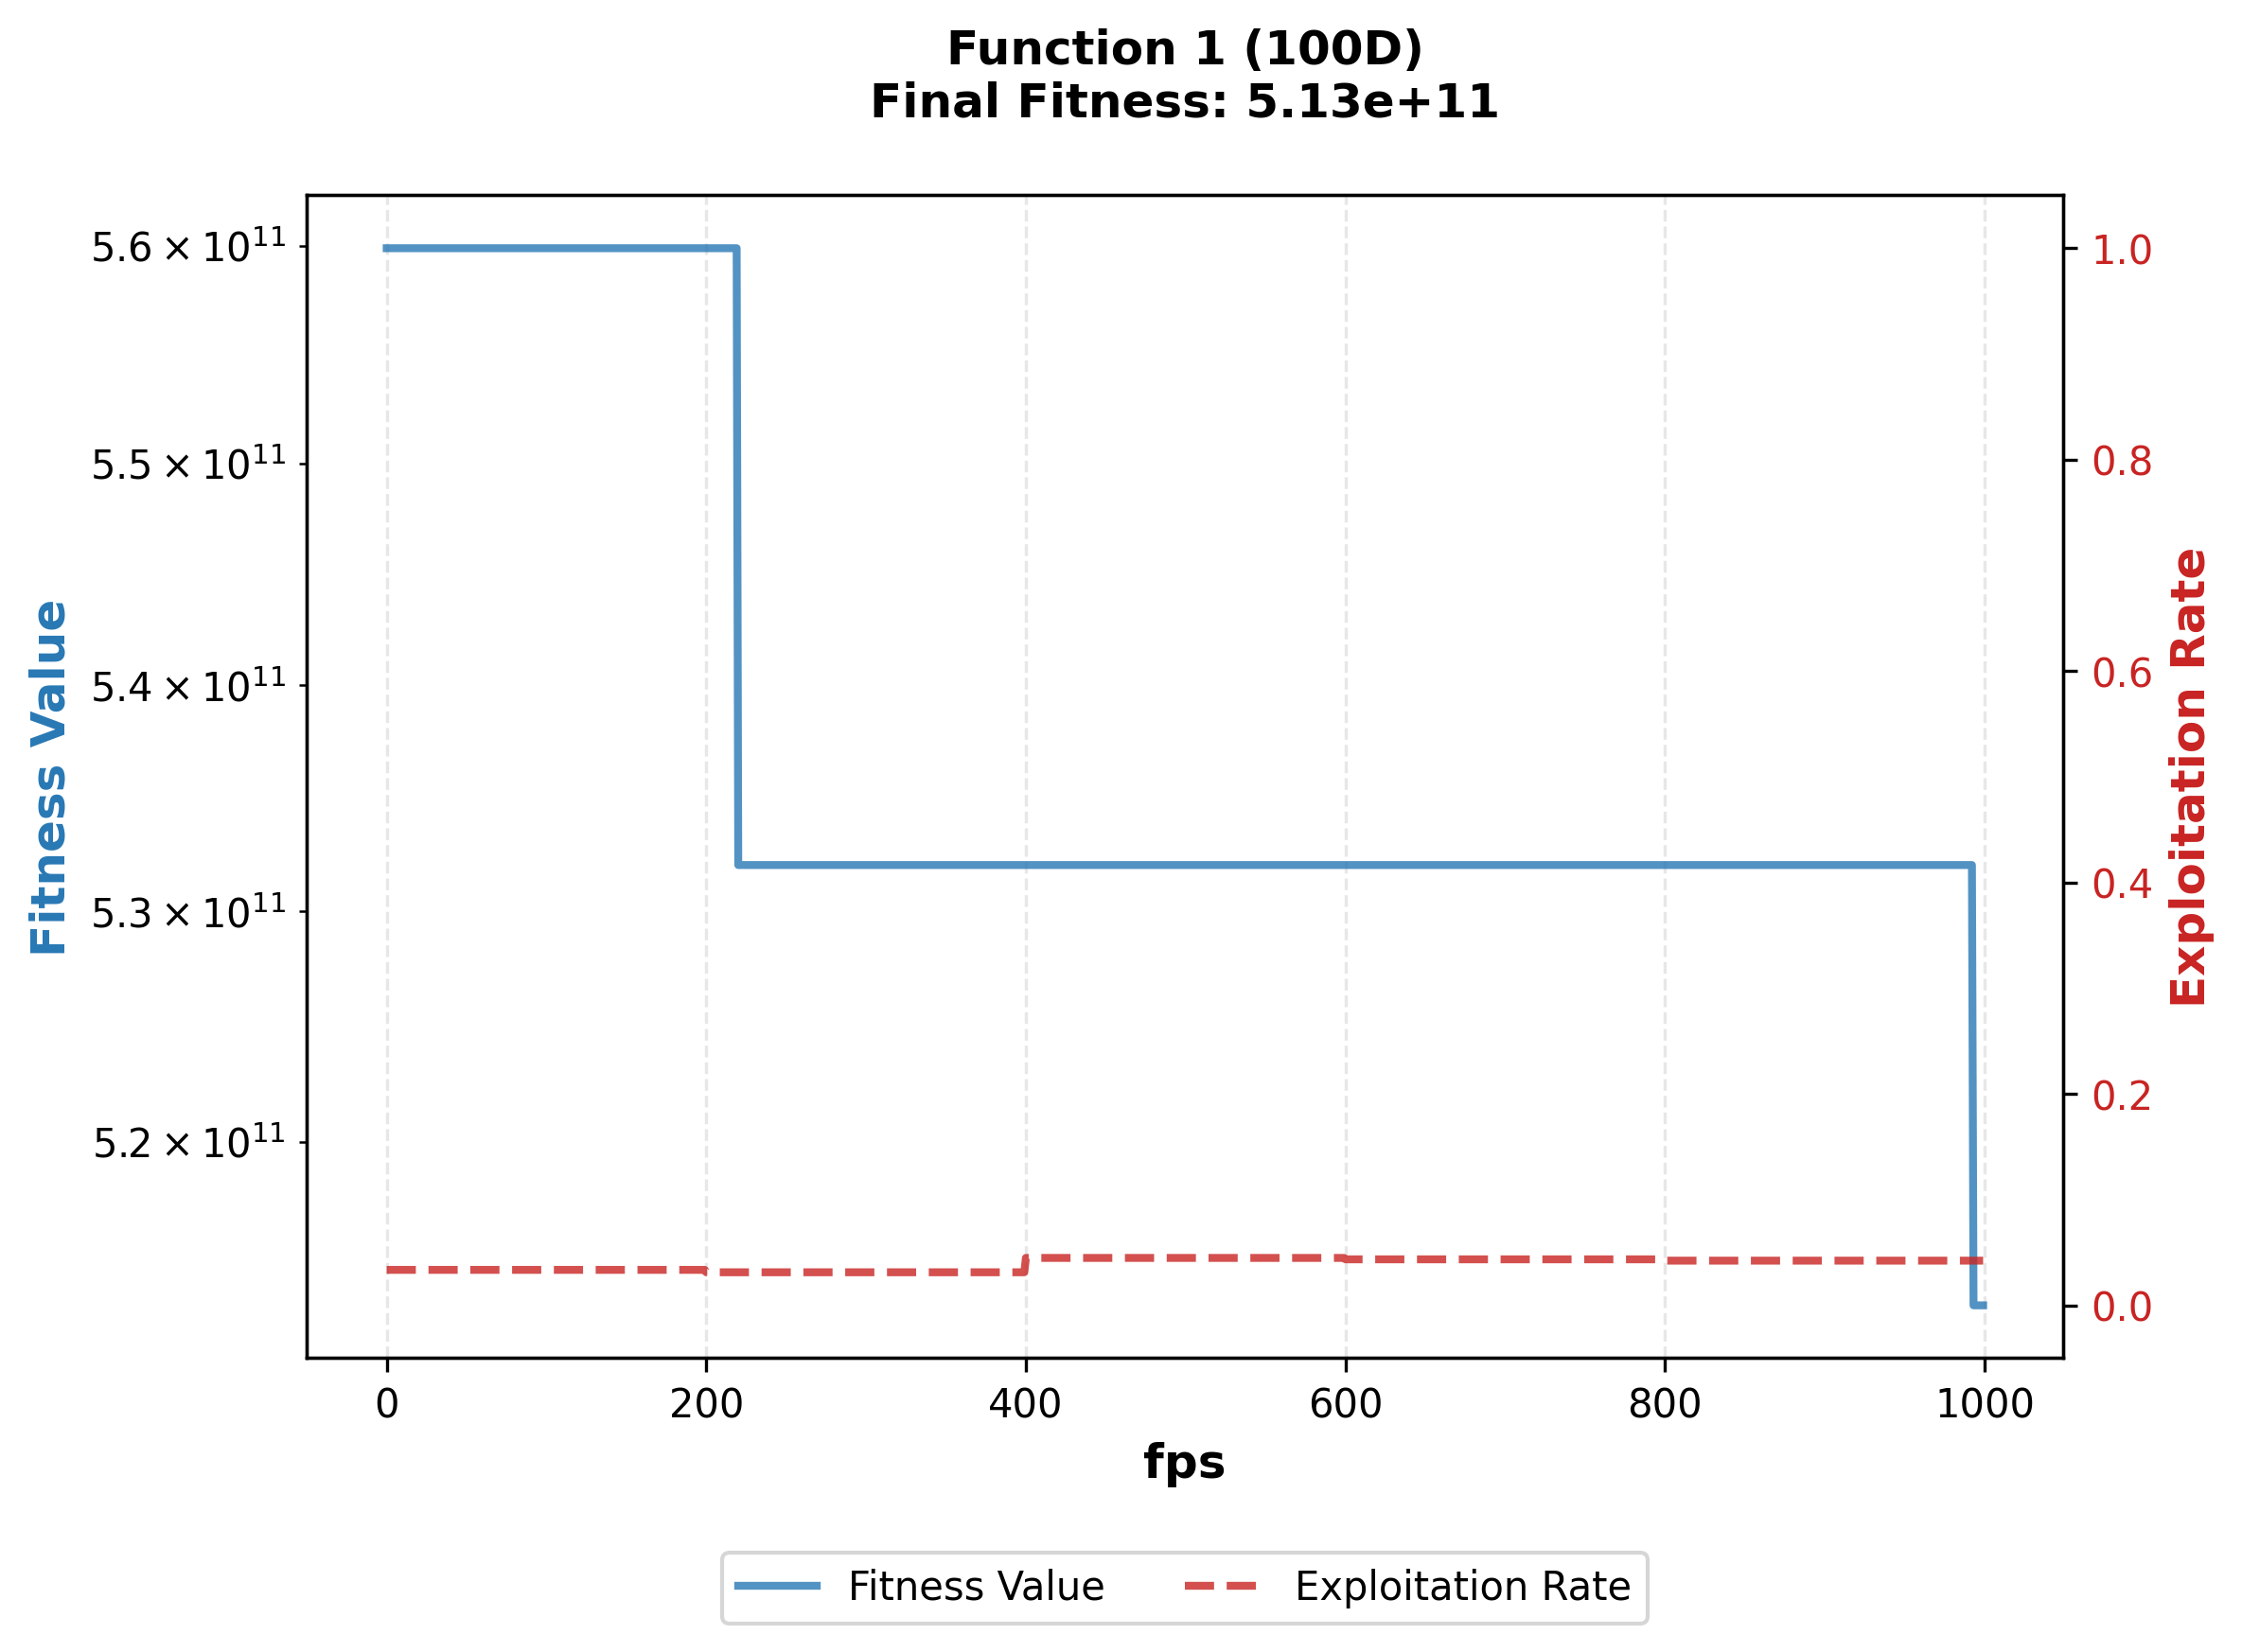 Function 1 (100D)
Final Fitness: 5.13e+11
5.6 × 10¹¹
5.5 × 10¹¹
5.4 × 10¹¹
5.3 × 10¹¹
5.2 × 10¹¹
Fitness Value
1.0
0.8
0.6
0.4
0.2
0.0
Exploitation Rate
0 200 400 600 800 1000
fps
Fitness Value Exploitation Rate